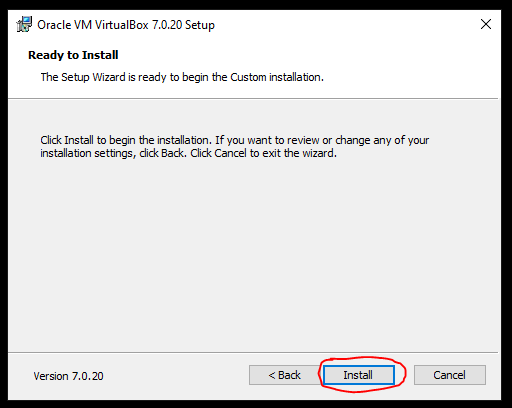 Oracle VM VirtualBox 7.0.20 Setup
Ready to Install
The Setup Wizard is ready to begin the Custom installation.
Click Install to begin the installation. If you want to review or change any of your
installation settings, click Back. Click Cancel to exit the wizard.
Version 7.0.20
< Back
Install
Cancel